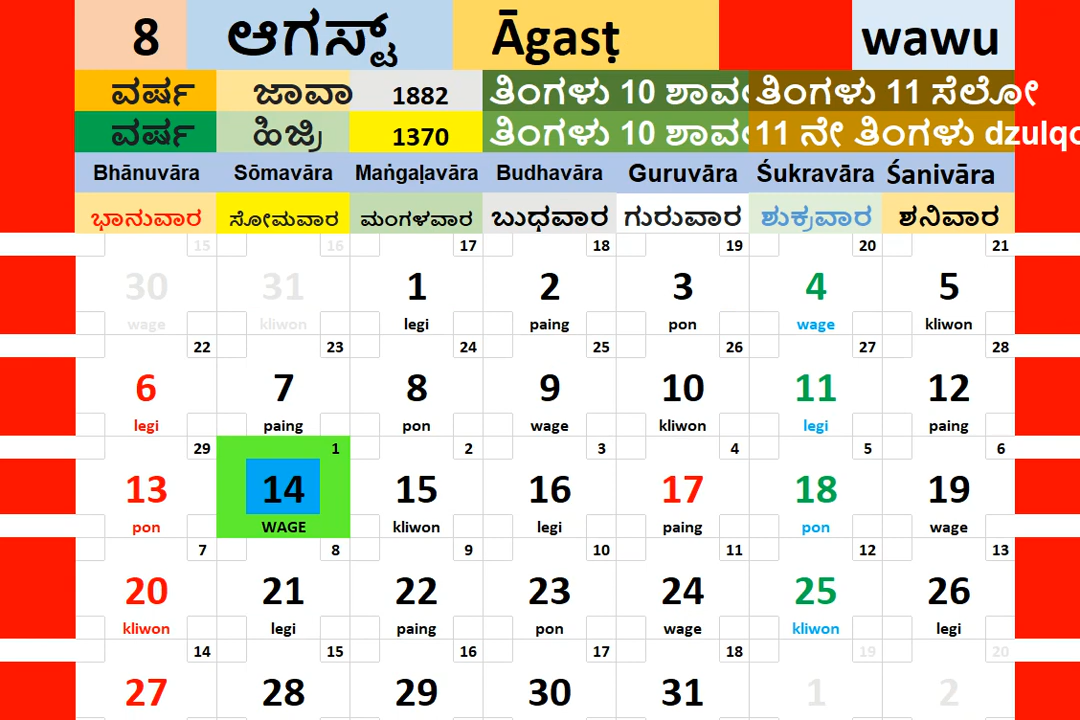 8 ಆಗಸ್ಟ್ Āgasṭ wawu
ವರ್ಷ ಜಾವಾ 1882 ತಿಂಗಳು 10 ತಿಂಗಳು 11 ಸೆಲೋ
ವರ್ಷ ಹಿಜ್ರಿ 1370 ತಿಂಗಳು 10 11 ನೇ ತಿಂಗಳು
Bhānuvāra Sōmavāra Maṅgaḷavāra Budhavāra Guruvāra Śukravāra Śanivāra
ಭಾನುವಾರ ಸೋಮವಾರ ಮಂಗಳವಾರ ಬುಧವಾರ ಗುರುವಾರ ಶುಕ್ರವಾರ ಶನಿವಾರ
15 16 17 18 19 20 21
30 31 1 2 3 4 5
wage kliwon legi paing pon wage kliwon
22 23 24 25 26 27 28
6 7 8 9 10 11 12
legi paing pon wage kliwon legi paing
29 1 2 3 4 5 6
13 14 15 16 17 18 19
pon WAGE kliwon legi paing pon wage
7 8 9 10 11 12 13
20 21 22 23 24 25 26
kliwon legi paing pon wage kliwon legi
14 15 16 17 18 19 20
27 28 29 30 31 1 2